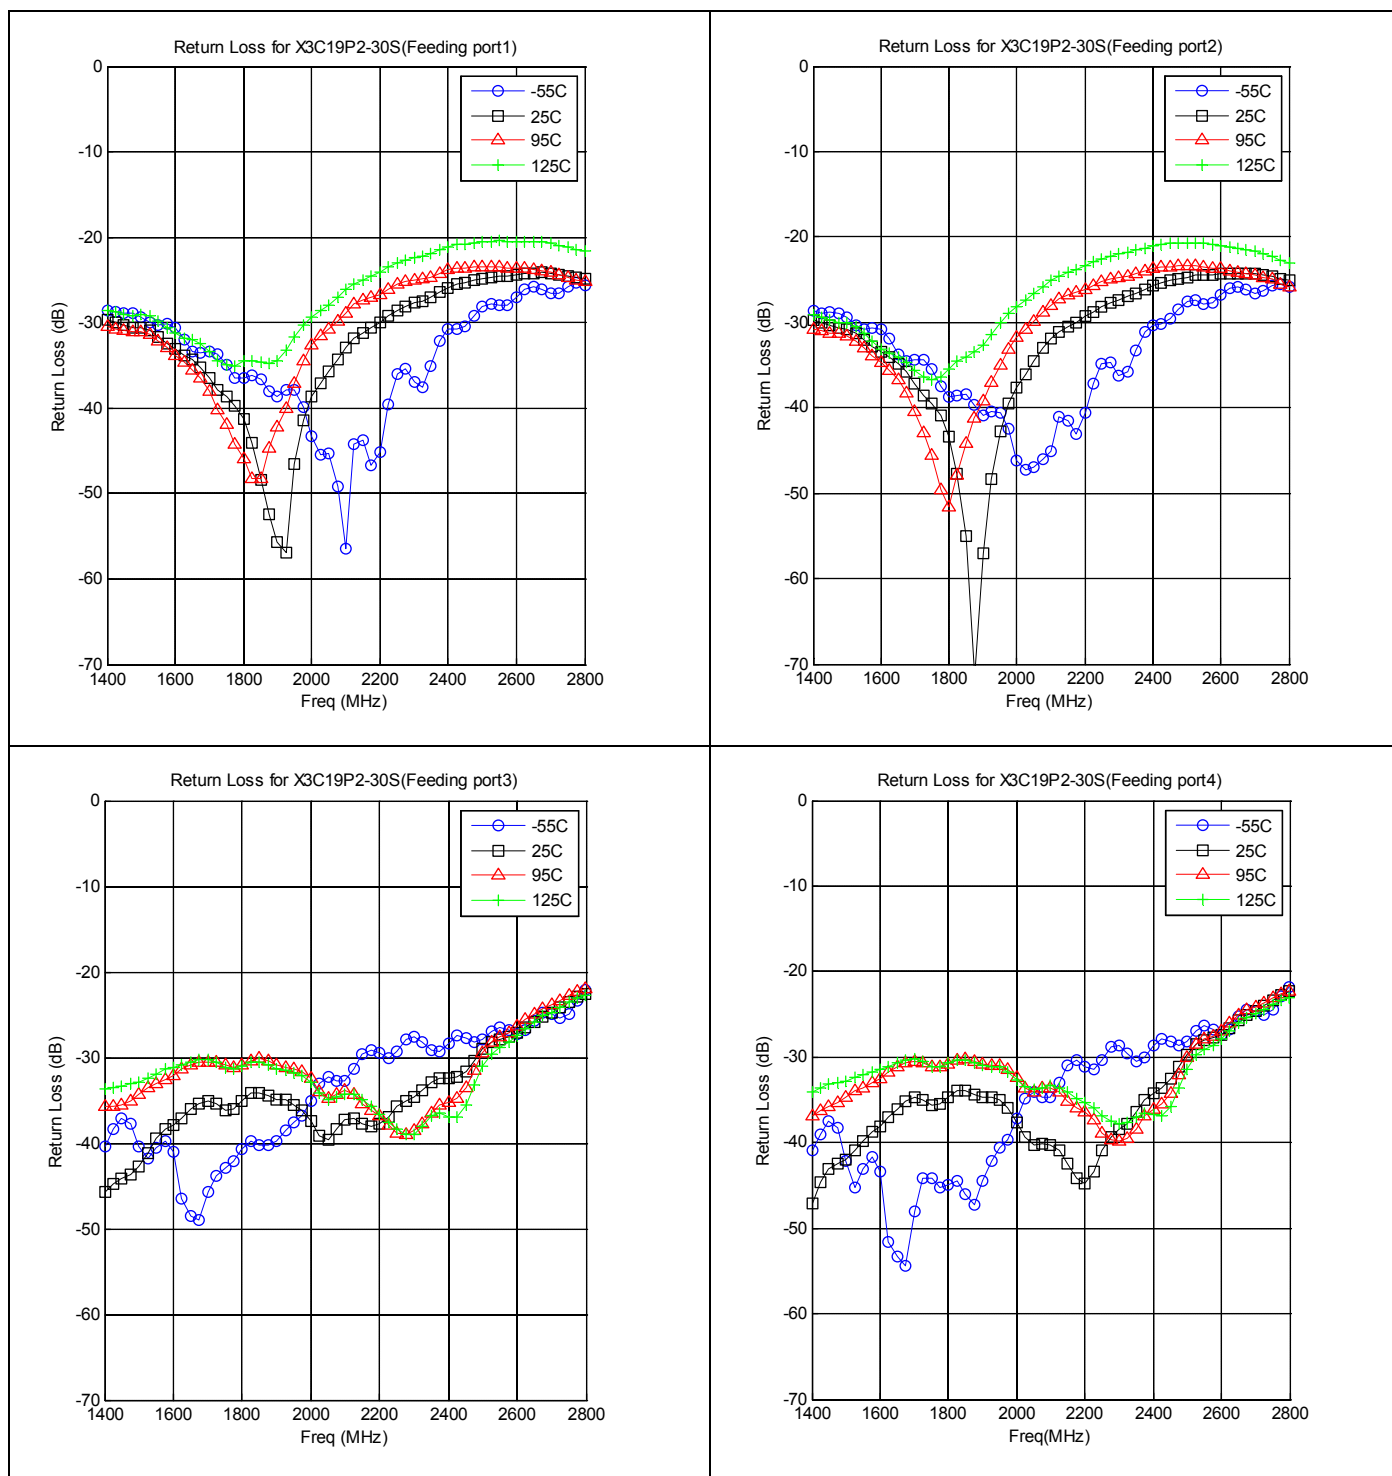 Return Loss for X3C19P2-30S(Feeding port1)
0
-10
-20
-30
-40
-50
-60
-70
Return Loss (dB)
-55C
25C
95C
125C
1400 1600 1800 2000 2200 2400 2600 2800
Freq (MHz)
Return Loss for X3C19P2-30S(Feeding port2)
0
-10
-20
-30
-40
-50
-60
-70
Return Loss (dB)
-55C
25C
95C
125C
1400 1600 1800 2000 2200 2400 2600 2800
Freq (MHz)
Return Loss for X3C19P2-30S(Feeding port3)
0
-10
-20
-30
-40
-50
-60
-70
Return Loss (dB)
-55C
25C
95C
125C
1400 1600 1800 2000 2200 2400 2600 2800
Freq (MHz)
Return Loss for X3C19P2-30S(Feeding port4)
0
-10
-20
-30
-40
-50
-60
-70
Return Loss (dB)
-55C
25C
95C
125C
1400 1600 1800 2000 2200 2400 2600 2800
Freq(MHz)